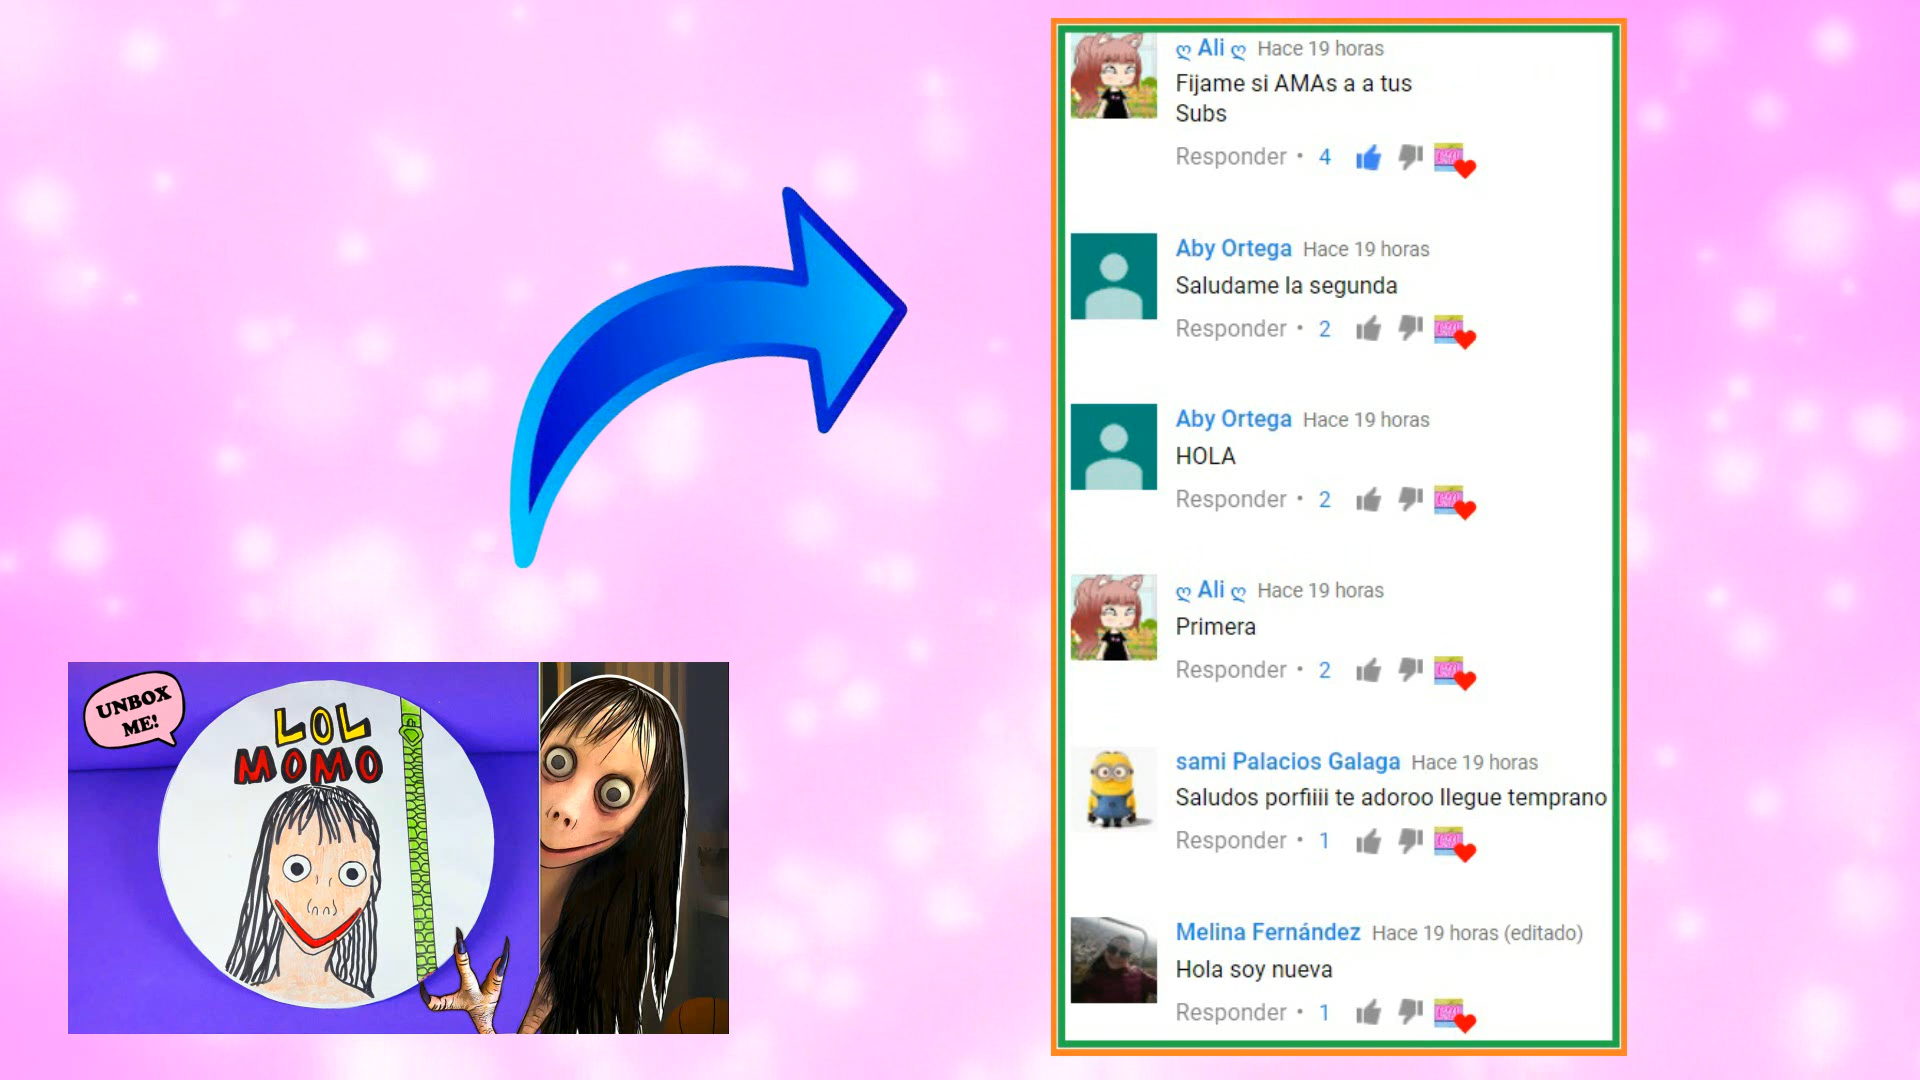 ღ Ali ღ Hace 19 horas
Fijame si AMAs a a tus
Subs
Responder • 4
Aby Ortega Hace 19 horas
Saludame la segunda
Responder • 2
Aby Ortega Hace 19 horas
HOLA
Responder • 2
ღ Ali ღ Hace 19 horas
Primera
Responder • 2
sami Palacios Galaga Hace 19 horas
Saludos porfiiii te adoroo llegue temprano
Responder • 1
Melina Fernández Hace 19 horas (editado)
Hola soy nueva
Responder • 1
UNBOX
ME!
LOL
MOMO